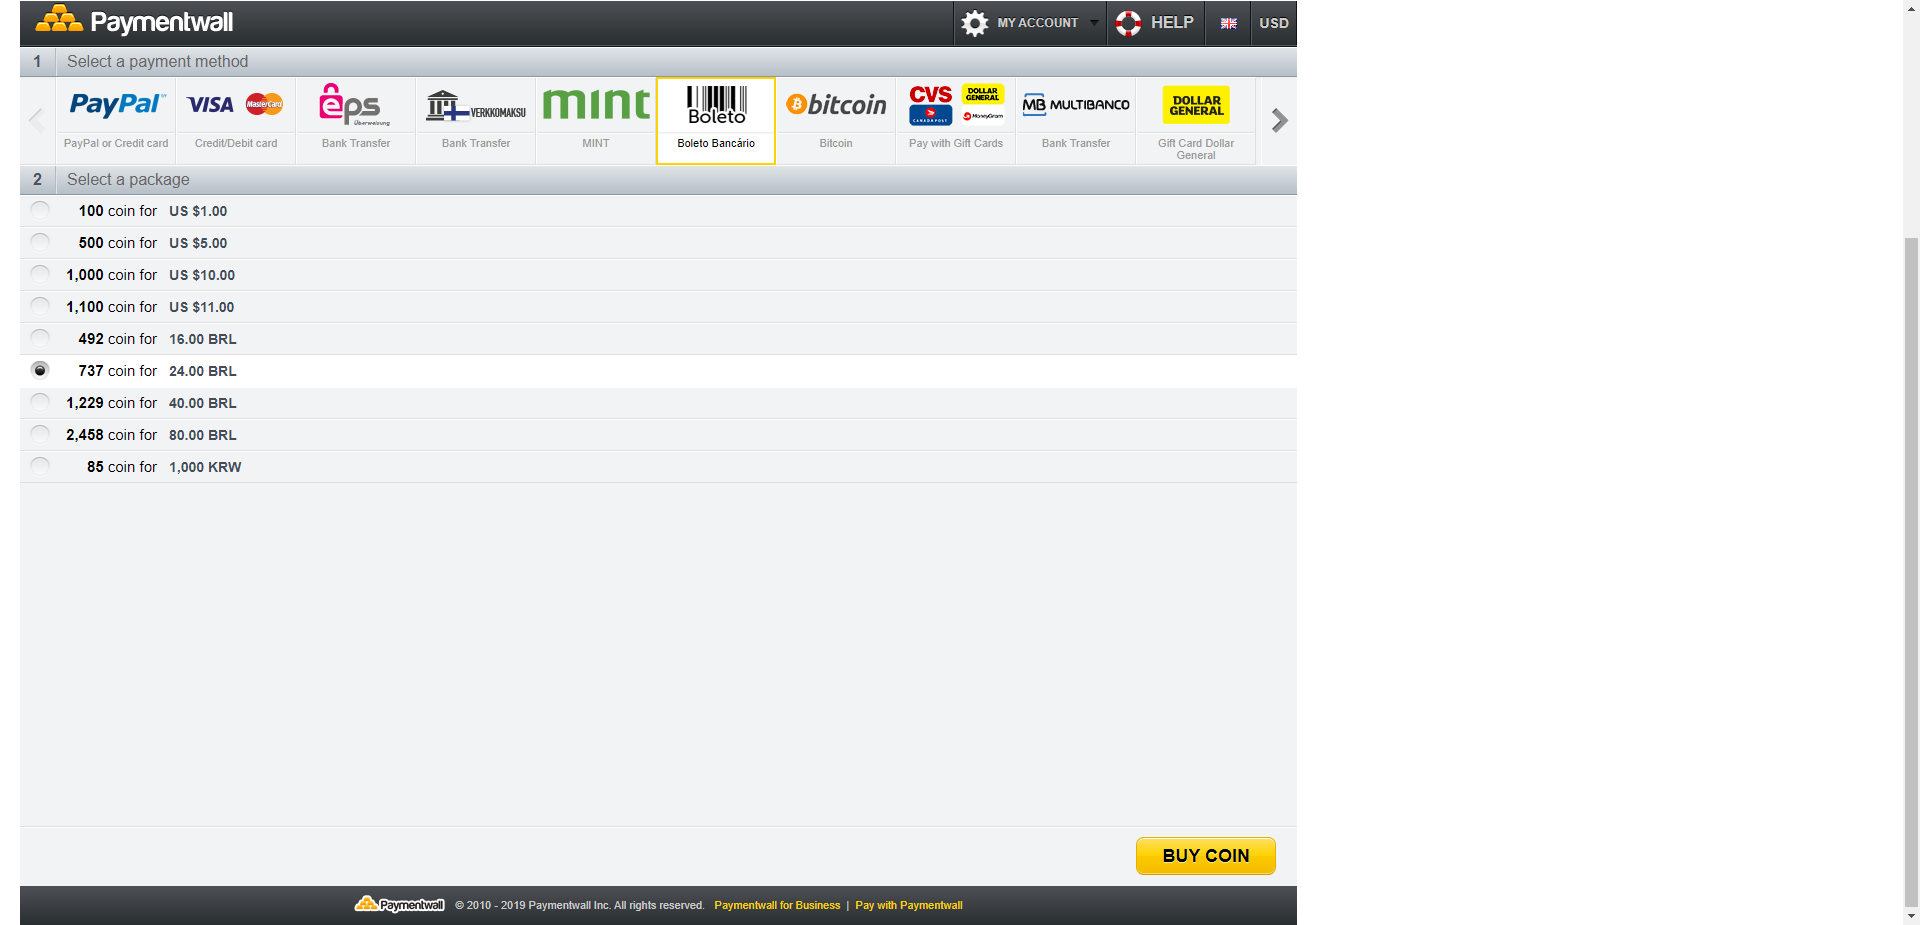 Paymentwall
MY ACCOUNT
HELP
USD
1 Select a payment method
PayPal
VISA MasterCard
eps Überweisung
VERKKOMAKSU
mint
Boleto
bitcoin
CVS DOLLAR GENERAL
CANADA POST MoneyGram
MB MULTIBANCO
DOLLAR GENERAL
PayPal or Credit card
Credit/Debit card
Bank Transfer
Bank Transfer
MINT
Boleto Bancário
Bitcoin
Pay with Gift Cards
Bank Transfer
Gift Card Dollar
General
2 Select a package
100 coin for US $1.00
500 coin for US $5.00
1,000 coin for US $10.00
1,100 coin for US $11.00
492 coin for 16.00 BRL
737 coin for 24.00 BRL
1,229 coin for 40.00 BRL
2,458 coin for 80.00 BRL
85 coin for 1,000 KRW
BUY COIN
Paymentwall © 2010 - 2019 Paymentwall Inc. All rights reserved. Paymentwall for Business | Pay with Paymentwall